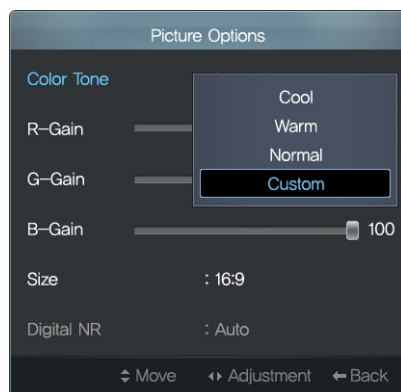 Picture Options
Color Tone
Cool
Warm
Normal
Custom
R-Gain
G-Gain
B-Gain 100
Size : 16:9
Digital NR : Auto
Move Adjustment Back